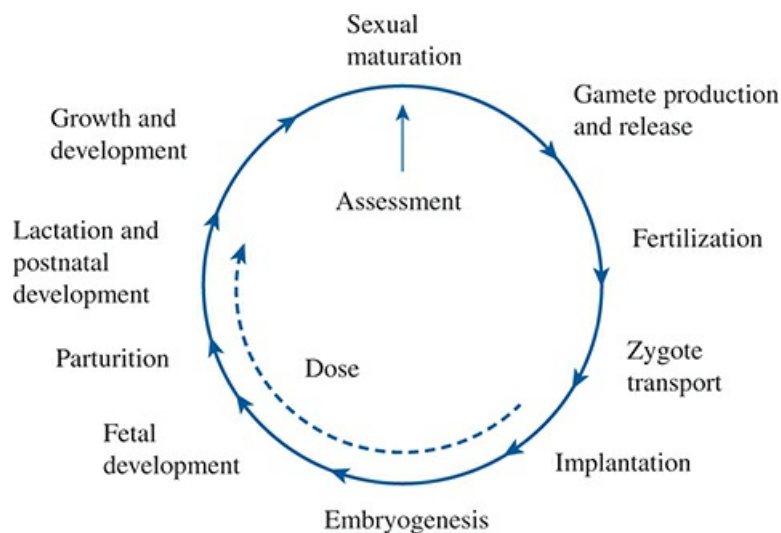 Sexual
maturation
Gamete production
and release
Growth and
development
Assessment
Fertilization
Lactation and
postnatal
development
Zygote
transport
Parturition
Dose
Fetal
development
Implantation
Embryogenesis